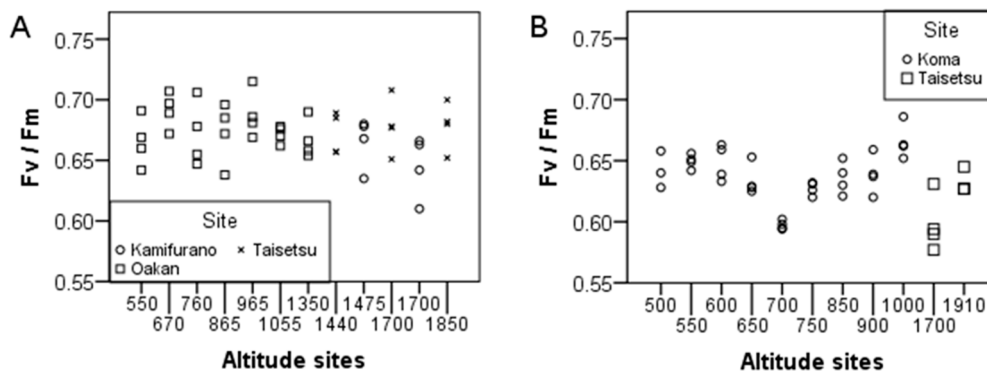 A
Fv / Fm
0.75
0.70
0.65
0.60
0.55
Site
Kamifurano Taisetsu
Oakan
550 760 965 1350 1475 1700
670 865 1055 1440 1700 1850
Altitude sites
B
Fv / Fm
0.75
0.70
0.65
0.60
0.55
Site
Koma
Taisetsu
500 600 700 850 1000 1910
550 650 750 900 1700
Altitude sites